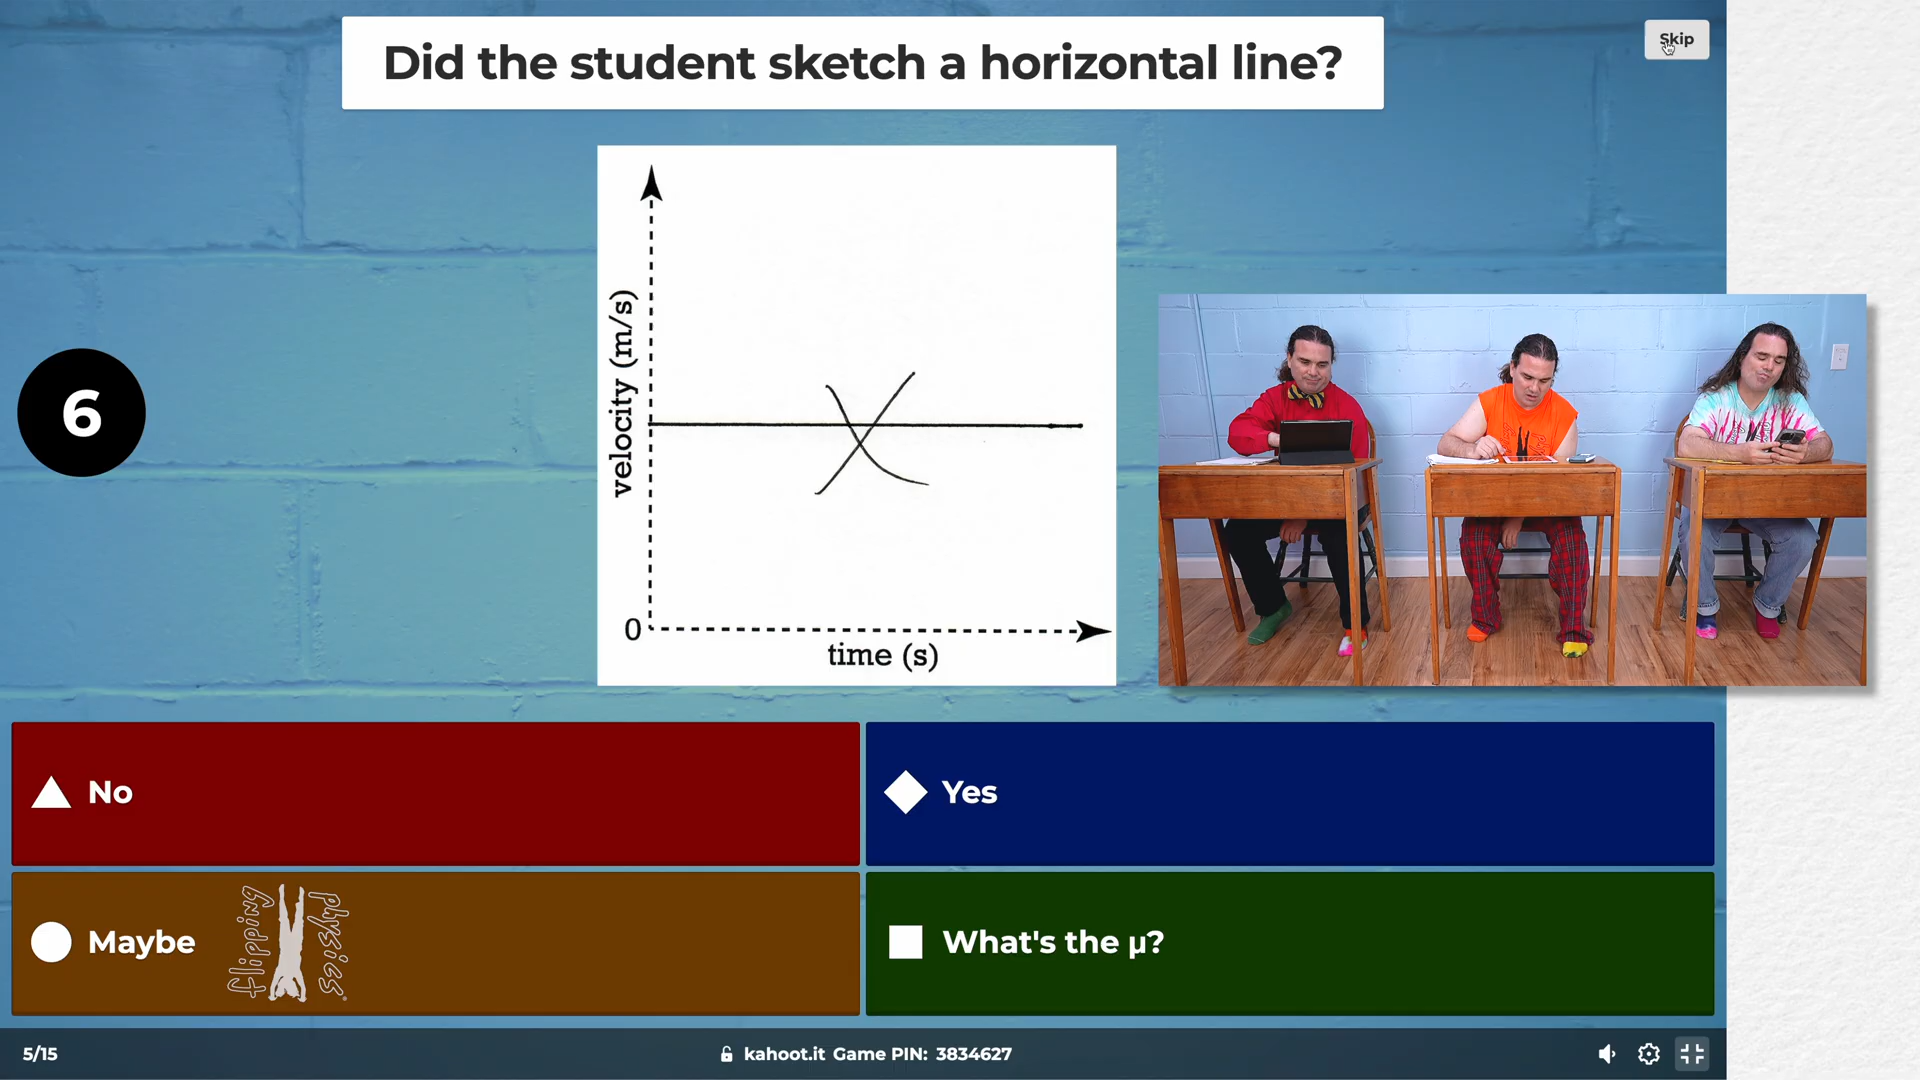 Did the student sketch a horizontal line?
Skip
6
velocity (m/s)
0
time (s)
No
Yes
Maybe
flipping
physics
What's the µ?
5/15
kahoot.it Game PIN: 3834627